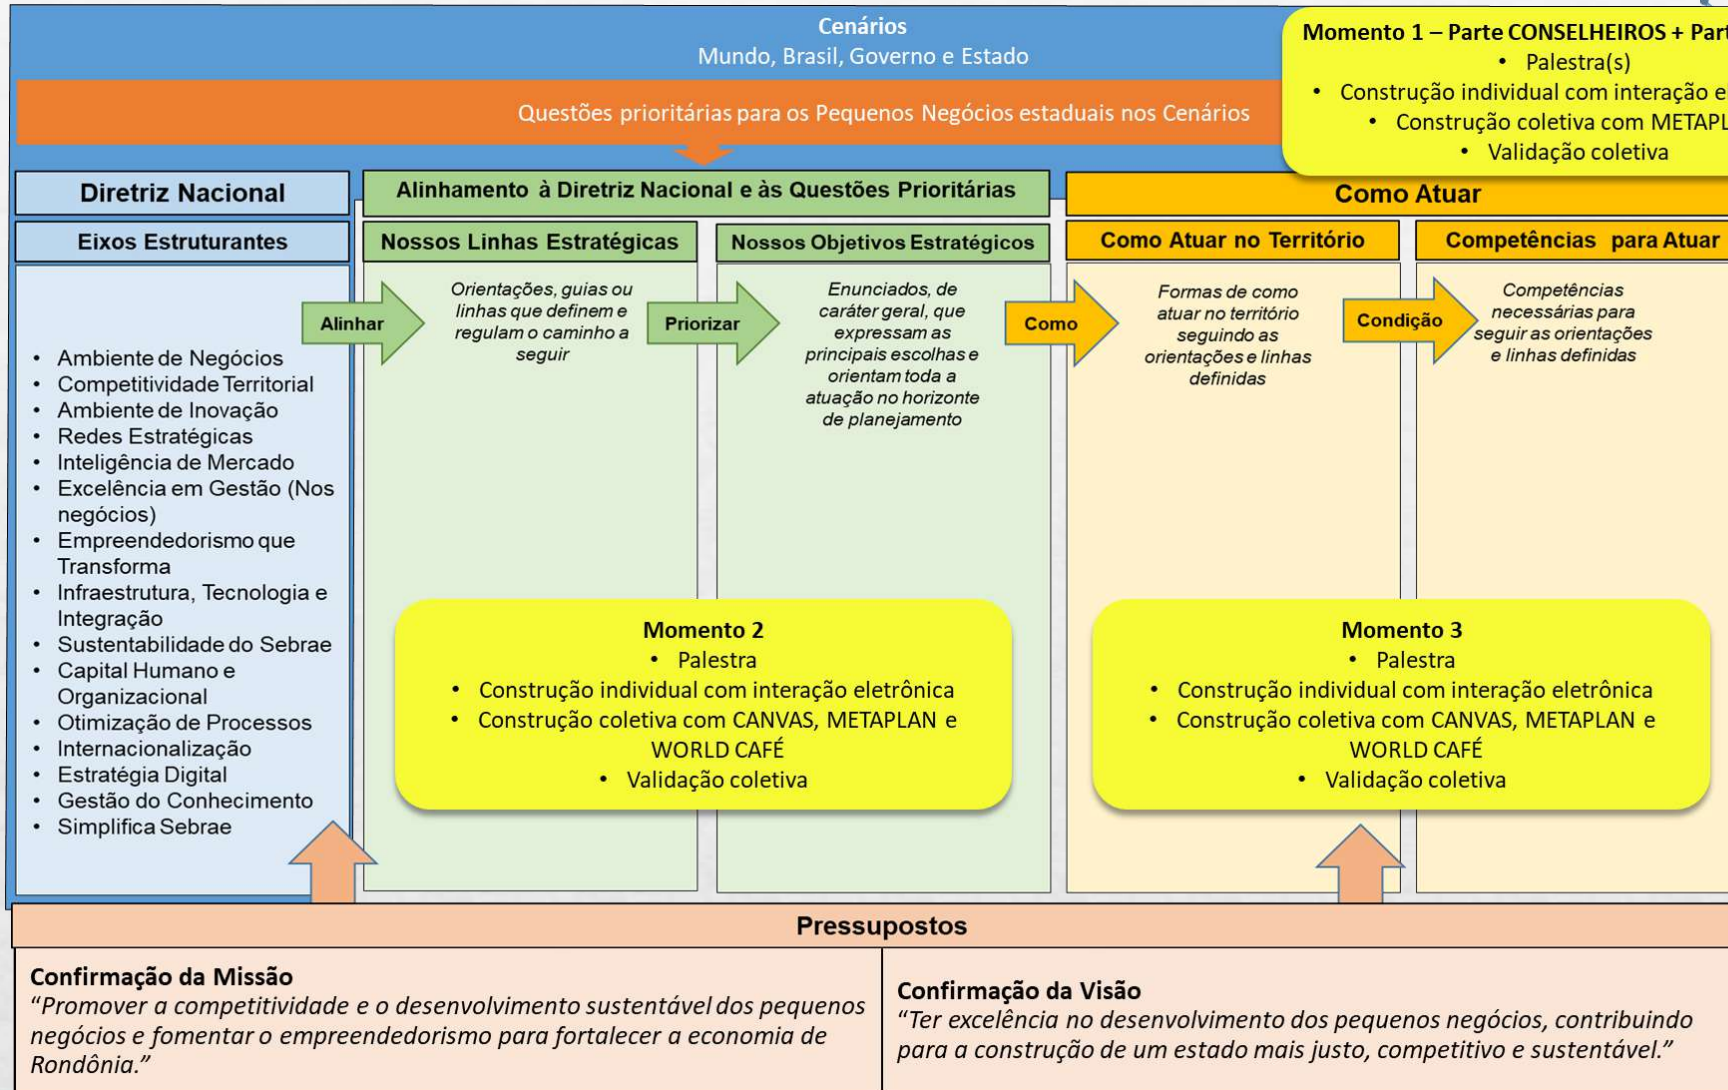 Cenários
Mundo, Brasil, Governo e Estado
Questões prioritárias para os Pequenos Negócios estaduais nos Cenários
Momento 1 – Parte CONSELHEIROS + Part
• Palestra(s)
• Construção individual com interação e
• Construção coletiva com METAPL
• Validação coletiva
Diretriz Nacional
Alinhamento à Diretriz Nacional e às Questões Prioritárias
Como Atuar
Eixos Estruturantes
Nossos Linhas Estratégicas
Nossos Objetivos Estratégicos
Como Atuar no Território
Competências para Atuar
• Ambiente de Negócios
• Competitividade Territorial
• Ambiente de Inovação
• Redes Estratégicas
• Inteligência de Mercado
• Excelência em Gestão (Nos
negócios)
• Empreendedorismo que
Transforma
• Infraestrutura, Tecnologia e
Integração
• Sustentabilidade do Sebrae
• Capital Humano e
Organizacional
• Otimização de Processos
• Internacionalização
• Estratégia Digital
• Gestão do Conhecimento
• Simplifica Sebrae
Alinhar
Orientações, guias ou
linhas que definem e
regulam o caminho a
seguir
Priorizar
Enunciados, de
caráter geral, que
expressam as
principais escolhas e
orientam toda a
atuação no horizonte
de planejamento
Como
Formas de como
atuar no território
seguindo as
orientações e linhas
definidas
Condição
Competências
necessárias para
seguir as orientações
e linhas definidas
Momento 2
• Palestra
• Construção individual com interação eletrônica
• Construção coletiva com CANVAS, METAPLAN e
WORLD CAFÉ
• Validação coletiva
Momento 3
• Palestra
• Construção individual com interação eletrônica
• Construção coletiva com CANVAS, METAPLAN e
WORLD CAFÉ
• Validação coletiva
Pressupostos
Confirmação da Missão
“Promover a competitividade e o desenvolvimento sustentável dos pequenos
negócios e fomentar o empreendedorismo para fortalecer a economia de
Rondônia.”
Confirmação da Visão
“Ter excelência no desenvolvimento dos pequenos negócios, contribuindo
para a construção de um estado mais justo, competitivo e sustentável.”